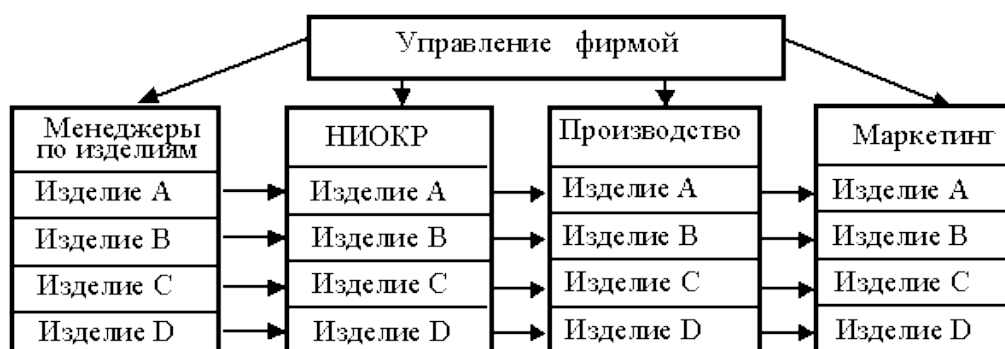 Управление фирмой
Менеджеры
по изделиям
НИОКР
Производство
Маркетинг
Изделие A
Изделие A
Изделие A
Изделие A
Изделие B
Изделие B
Изделие B
Изделие B
Изделие C
Изделие C
Изделие C
Изделие C
Изделие D
Изделие D
Изделие D
Изделие D